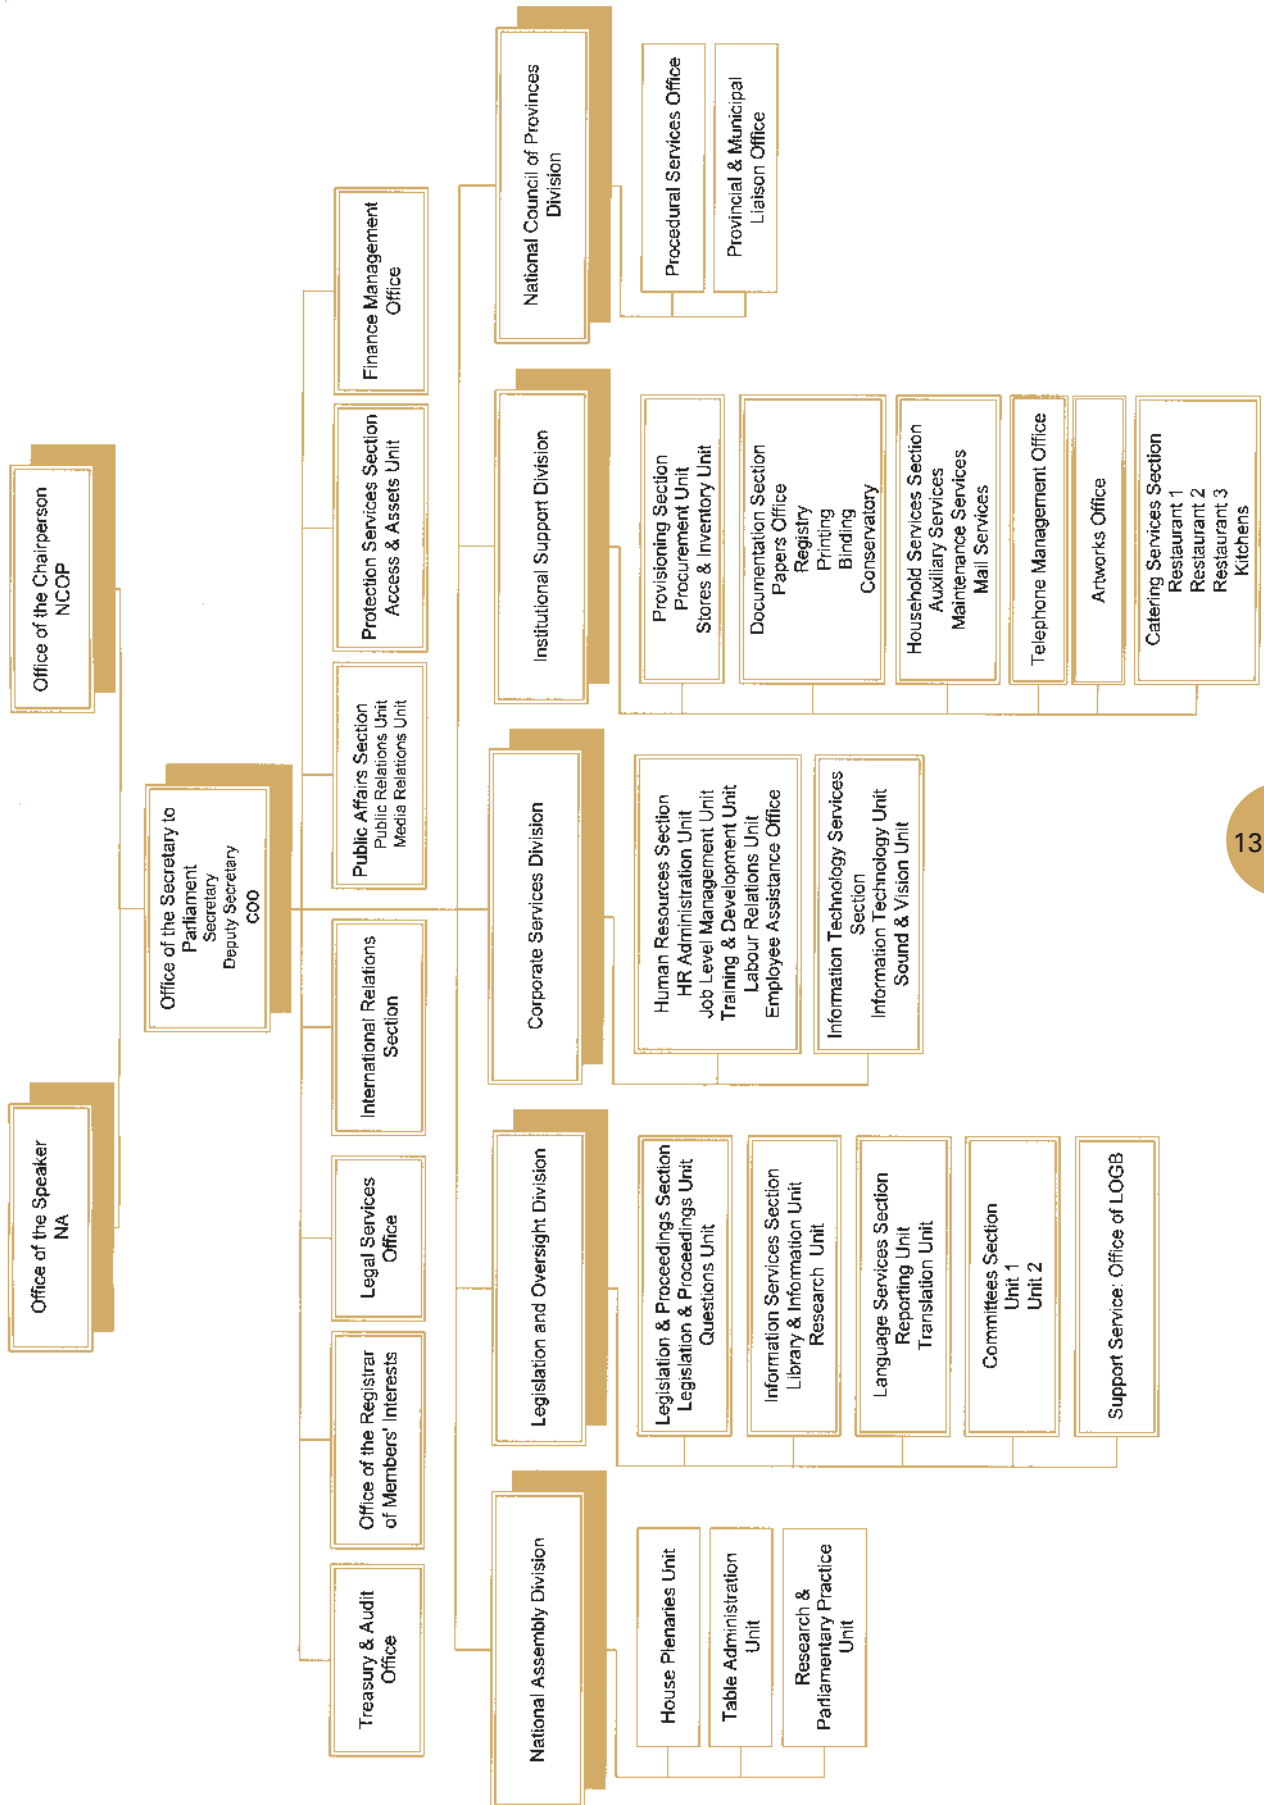 Office of the Speaker
NA
Office of the Chairperson
NCOP
Office of the Secretary to
Parliament
Secretary
Deputy Secretary
COO
Treasury & Audit
Office
Office of the Registrar
of Members' Interests
Legal Services
Office
International Relations
Section
Public Affairs Section
Public Relations Unit
Media Relations Unit
Protection Services Section
Access & Assets Unit
Finance Management
Office
National Assembly Division
Legislation and Oversight Division
Corporate Services Division
Institutional Support Division
National Council of Provinces
Division
House Plenaries Unit
Table Administration
Unit
Research &
Parliamentary Practice
Unit
Legislation & Proceedings Section
Legislation & Proceedings Unit
Questions Unit
Information Services Section
Library & Information Unit
Research Unit
Language Services Section
Reporting Unit
Translation Unit
Committees Section
Unit 1
Unit 2
Support Service: Office of LOGB
Human Resources Section
HR Administration Unit
Job Level Management Unit
Training & Development Unit
Labour Relations Unit
Employee Assistance Office
Information Technology Services
Section
Information Technology Unit
Sound & Vision Unit
Provisioning Section
Procurement Unit
Stores & Inventory Unit
Documentation Section
Papers Office
Registry
Printing
Binding
Conservatory
Household Services Section
Auxiliary Services
Maintenance Services
Mail Services
Telephone Management Office
Artworks Office
Catering Services Section
Restaurant 1
Restaurant 2
Restaurant 3
Kitchens
Procedural Services Office
Provincial & Municipal
Liaison Office
13